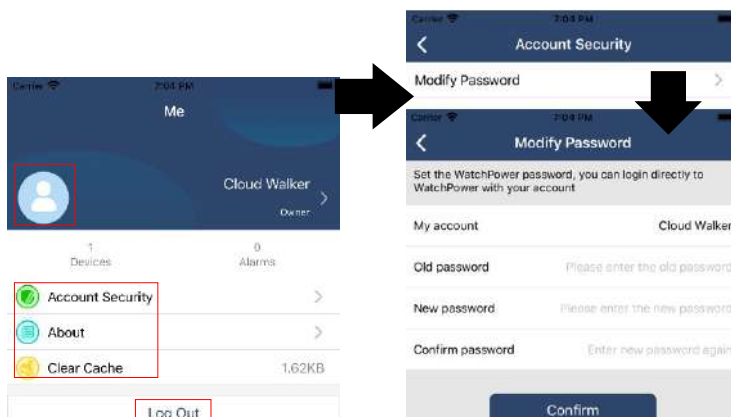 Carrier 7:04 PM
Me
Cloud Walker
Owner
1 0
Devices Alarms
Account Security
About
Clear Cache 1.62KB
Log Out
Carrier 7:04 PM
Account Security
Modify Password
Carrier 7:04 PM
Modify Password
Set the WatchPower password, you can login directly to
WatchPower with your account
My account Cloud Walker
Old password Please enter the old password
New password Please enter the new password
Confirm password Enter new password again
Confirm